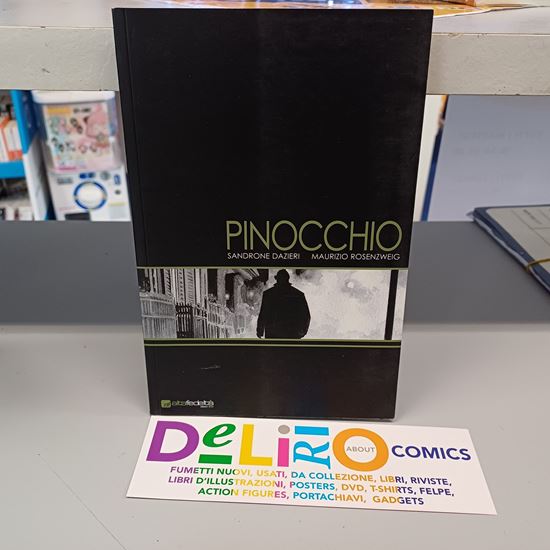 PINOCCHIO
SANDRONE DAZIERI MAURIZIO ROSENZWEIG
altafedeltà
DeLiRiO ABOUT COMICS
FUMETTI NUOVI, USATI, DA COLLEZIONE, LIBRI, RIVISTE,
LIBRI D'ILLUSTRAZIONI, POSTERS, DVD, T-SHIRTS, FELPE,
ACTION FIGURES, PORTACHIAVI, GADGETS